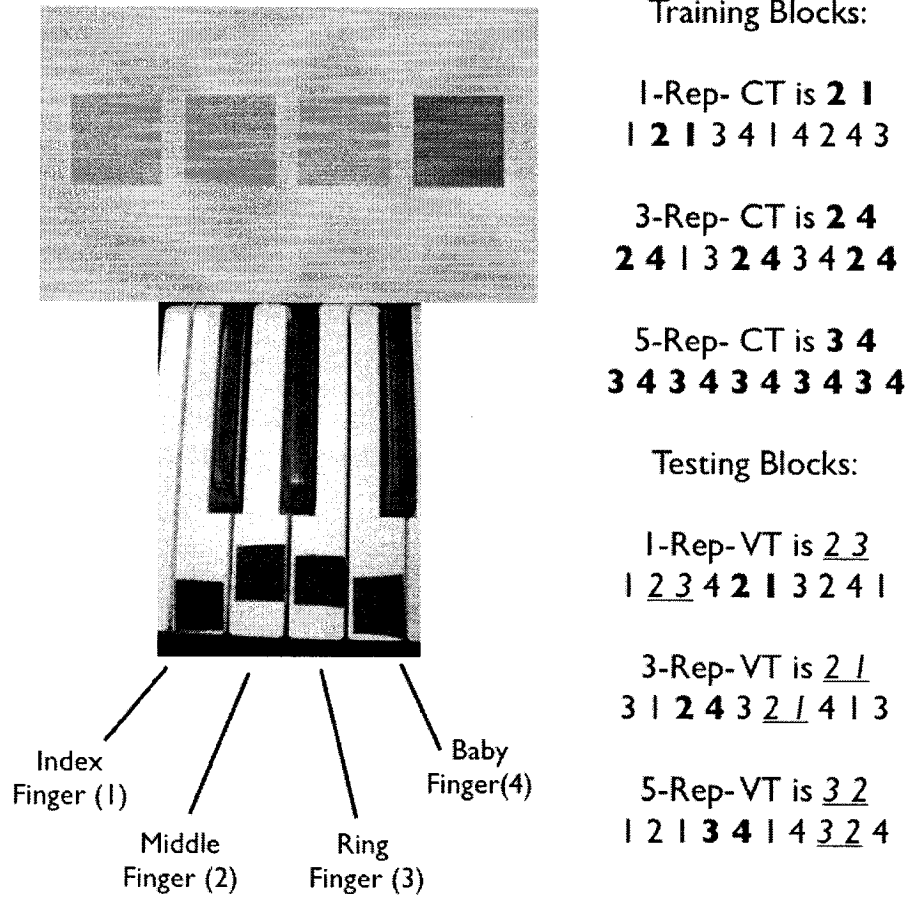 Training Blocks:
1-Rep- CT is 2 1
1 2 1 3 4 1 4 2 4 3
3-Rep- CT is 2 4
2 4 1 3 2 4 3 4 2 4
5-Rep- CT is 3 4
3 4 3 4 3 4 3 4 3 4
Testing Blocks:
1-Rep-VT is 2 3
1 2 3 4 2 1 3 2 4 1
3-Rep-VT is 2 1
3 1 2 4 3 2 1 4 1 3
5-Rep-VT is 3 2
1 2 1 3 4 1 4 3 2 4
Index
Finger (1)
Middle
Finger (2)
Ring
Finger (3)
Baby
Finger(4)